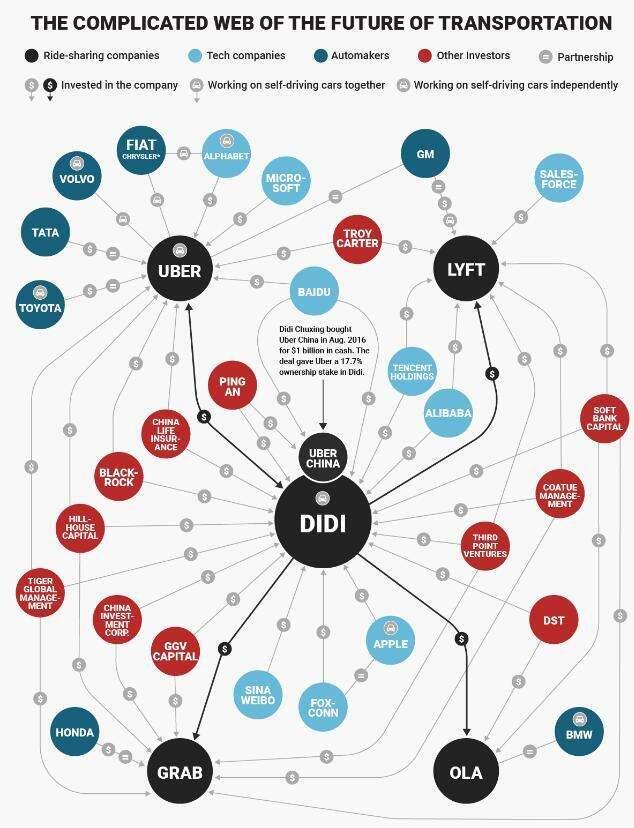 THE COMPLICATED WEB OF THE FUTURE OF TRANSPORTATION
Ride-sharing companies
Tech companies
Automakers
Other Investors
= Partnership
$ $ Invested in the company
Working on self-driving cars together
Working on self-driving cars independently
FIAT
CHRYSLER*
ALPHABET
GM
VOLVO
MICRO-
SOFT
SALES-
FORCE
TATA
TROY
CARTER
UBER
LYFT
TOYOTA
BAIDU
Didi Chuxing bought
Uber China in Aug. 2016
for $1 billion in cash. The
deal gave Uber a 17.7%
ownership stake in Didi.
PING
AN
TENCENT
HOLDINGS
ALIBABA
SOFT
BANK
CAPITAL
CHINA
LIFE
INSUR-
ANCE
UBER
CHINA
BLACK-
ROCK
COATUE
MANAGE-
MENT
DIDI
HILL-
HOUSE
CAPITAL
THIRD
POINT
VENTURES
TIGER
GLOBAL
MANAGE-
MENT
CHINA
INVEST-
MENT
CORP.
DST
GGV
CAPITAL
APPLE
SINA
WEIBO
FOX-
CONN
HONDA
BMW
GRAB
OLA